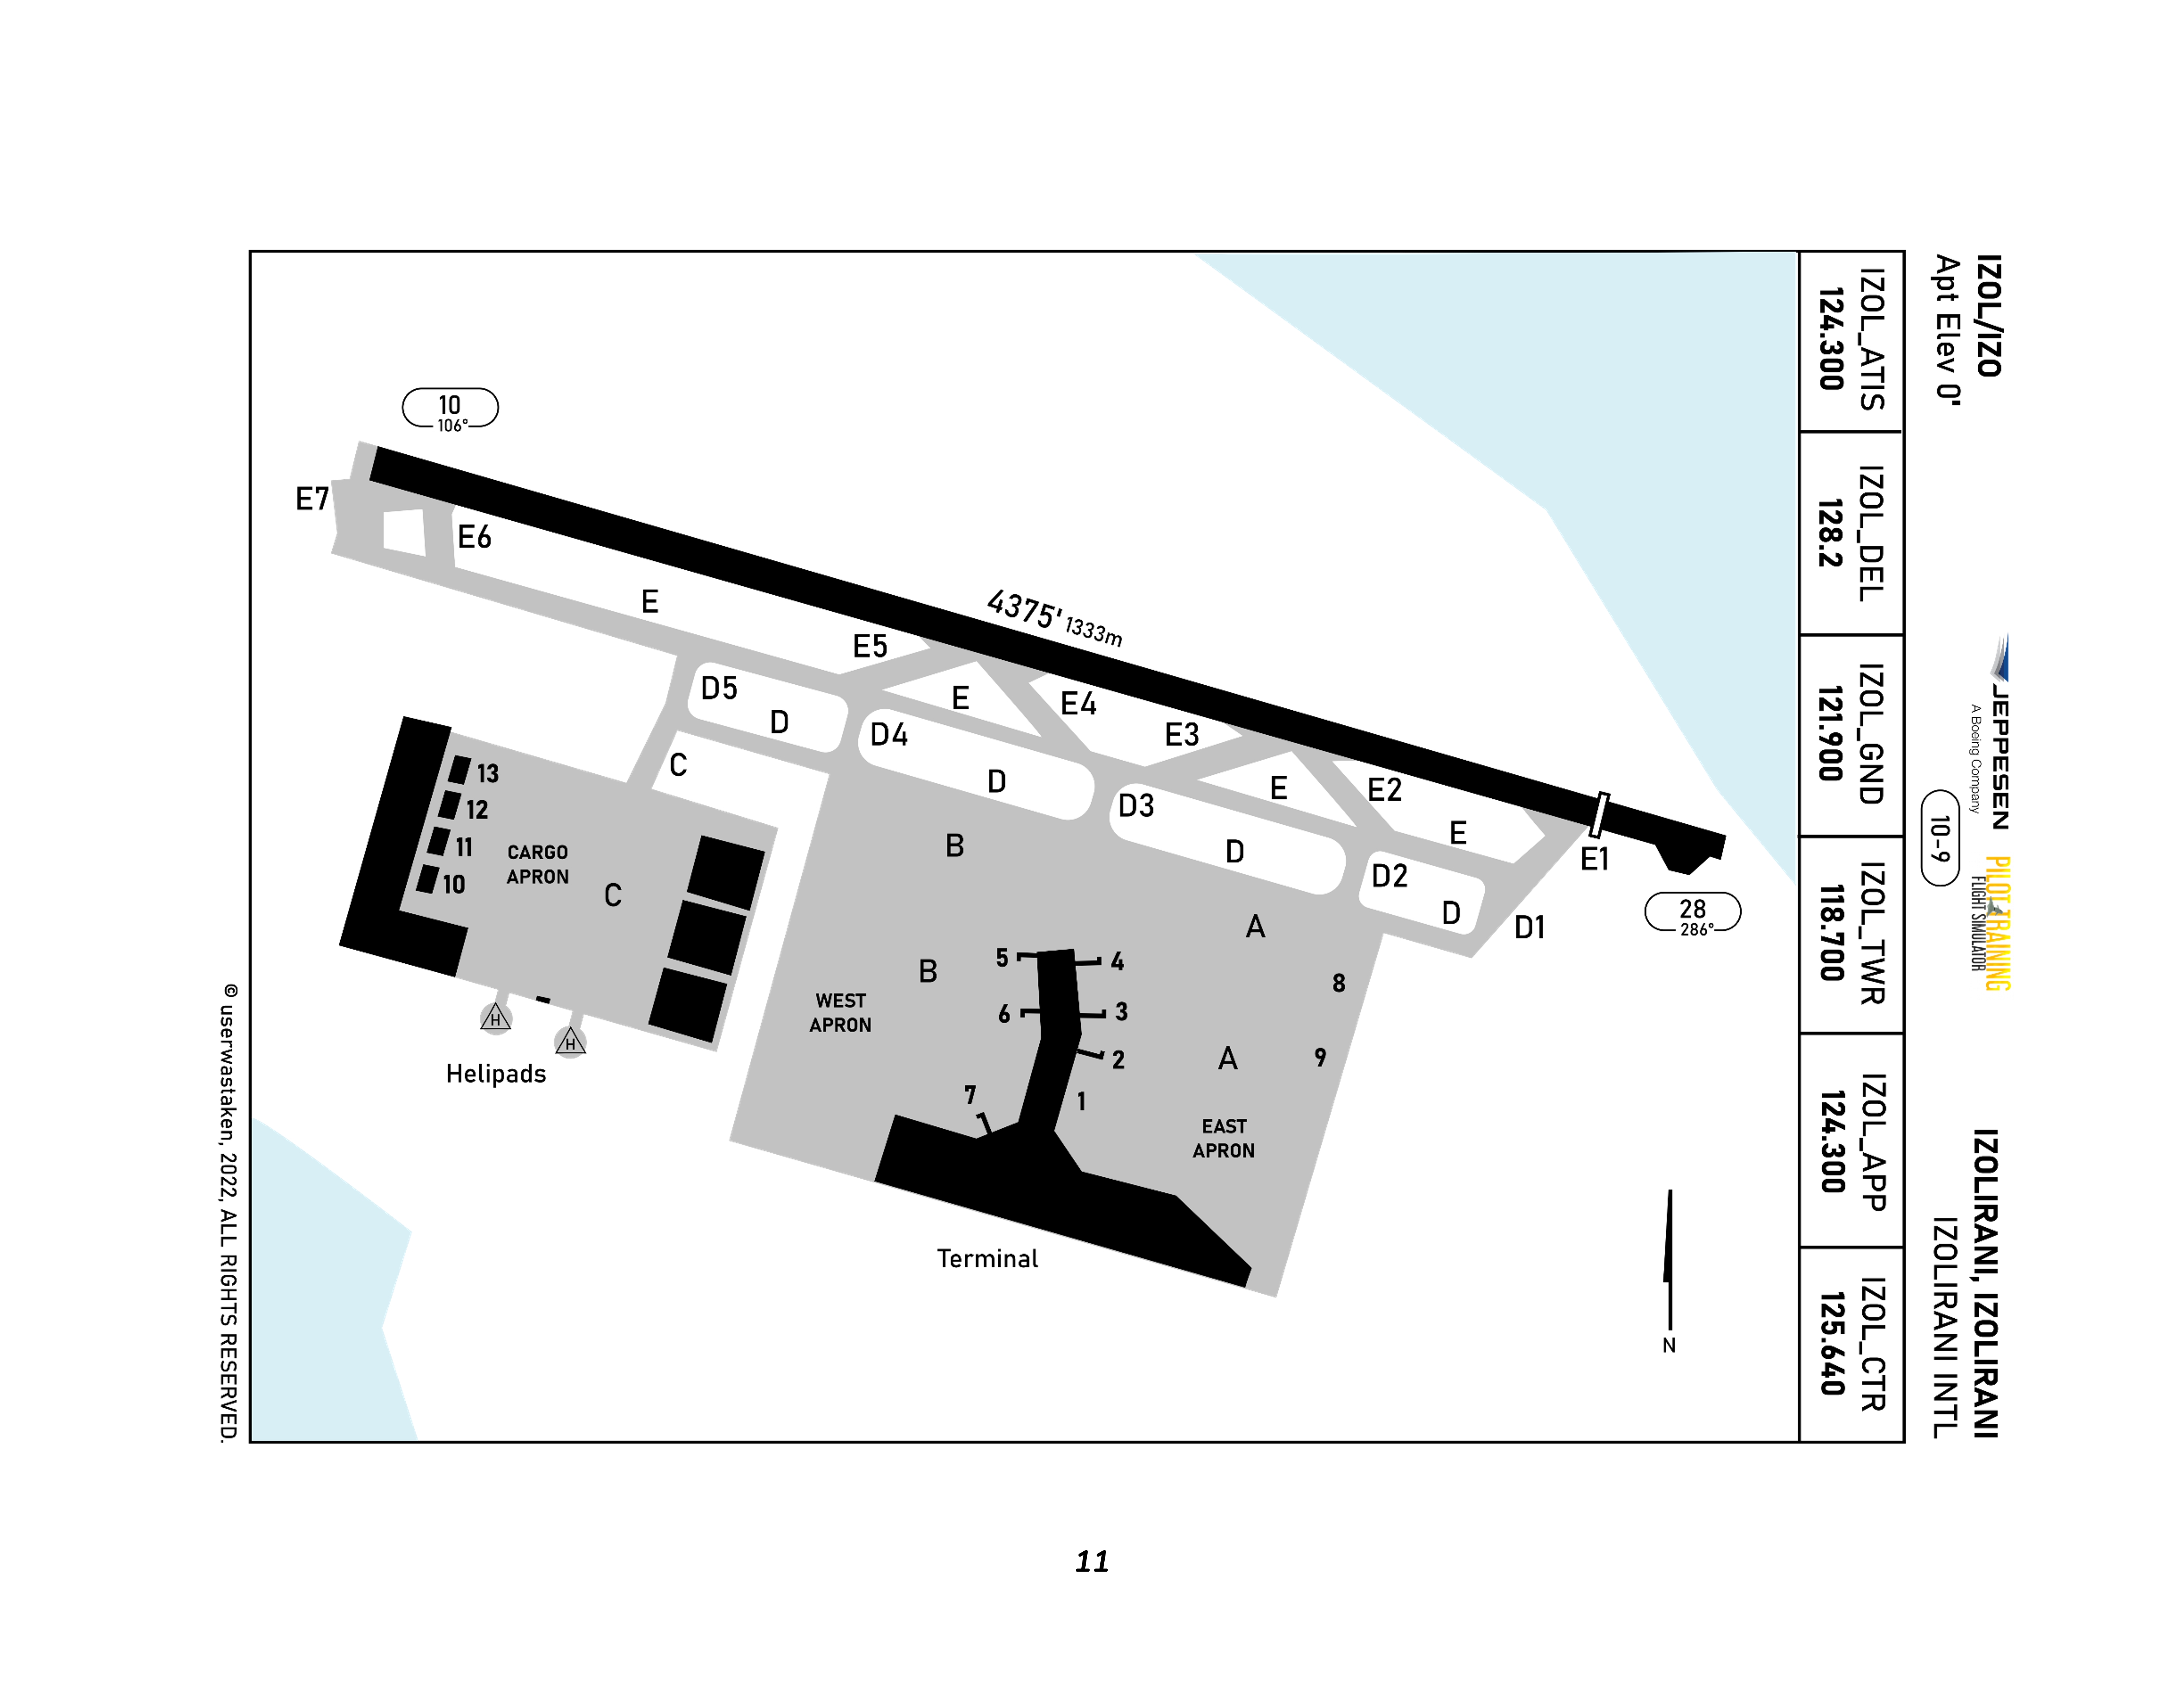 IZOL/IZO
Apt Elev 0'
JEPPESEN
A Boeing Company
10-9
PILOT TRAINING
FLIGHT SIMULATOR
IZOLIRANI, IZOLIRANI
IZOLIRANI INTL
IZOL_ATIS
124.300
IZOL_DEL
128.2
IZOL_GND
121.900
IZOL_TWR
118.700
IZOL_APP
124.300
IZOL_CTR
125.640
10
106°
E7
E6
E
4375' 1333m
E5
D5
D
E
E4
D4
E3
C
D
E
E2
D3
E
E1
13
12
11
10
CARGO
APRON
C
B
D
D2
D
D1
28
286°
A
B
5
4
8
WEST
APRON
6
3
H
H
Helipads
2
A
9
7
1
EAST
APRON
Terminal
N
© userwastaken, 2022, ALL RIGHTS RESERVED.
11